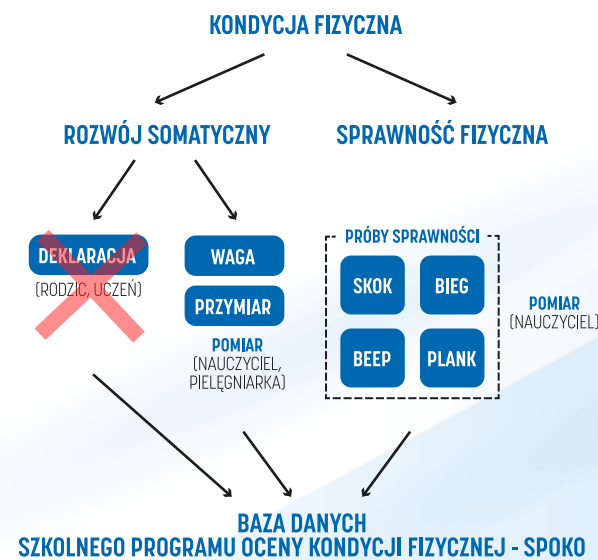 KONDYCJA FIZYCZNA
ROZWÓJ SOMATYCZNY
SPRAWNOŚĆ FIZYCZNA
DEKLARACJA
(RODZIC, UCZEŃ)
WAGA
PRZYMIAR
POMIAR
(NAUCZYCIEL,
PIELĘGNIARKA)
PRÓBY SPRAWNOŚCI
SKOK
BIEG
BEEP
PLANK
POMIAR
(NAUCZYCIEL)
BAZA DANYCH
SZKOLNEGO PROGRAMU OCENY KONDYCJI FIZYCZNEJ - SPOKO